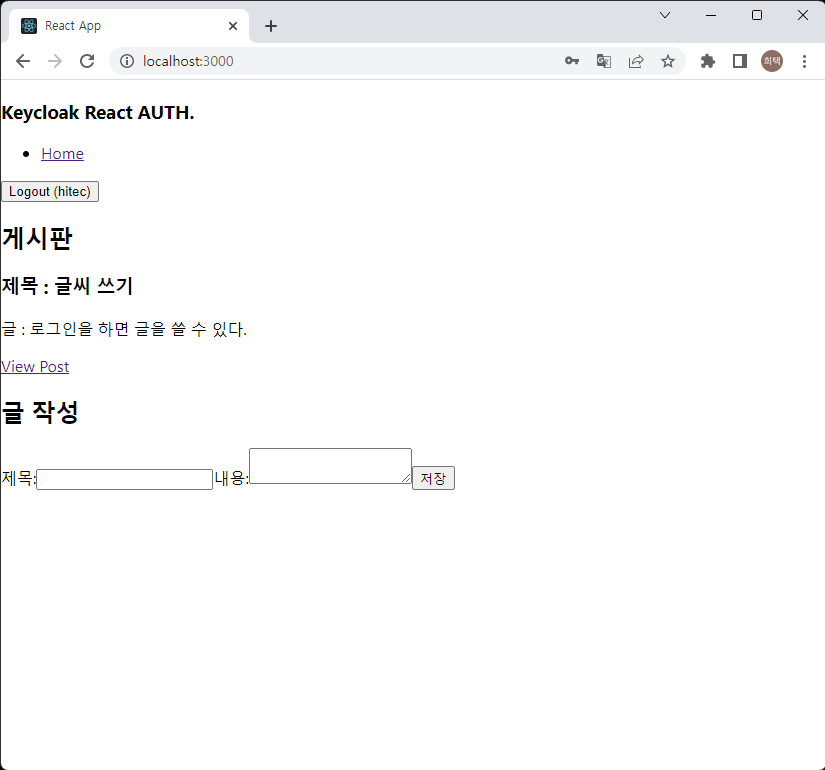 React App
localhost:3000
희택
Keycloak React AUTH.
Home
Logout (hitec)
게시판
제목 : 글씨 쓰기
글 : 로그인을 하면 글을 쓸 수 있다.
View Post
글 작성
제목: 내용: 저장